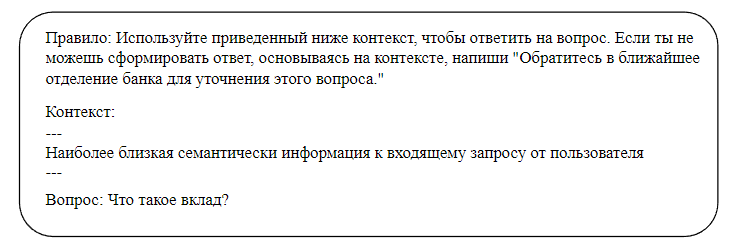 Правило: Используйте приведенный ниже контекст, чтобы ответить на вопрос. Если ты не
можешь сформировать ответ, основываясь на контексте, напиши "Обратитесь в ближайшее
отделение банка для уточнения этого вопроса."
Контекст:
---
Наиболее близкая семантически информация к входящему запросу от пользователя
---
Вопрос: Что такое вклад?